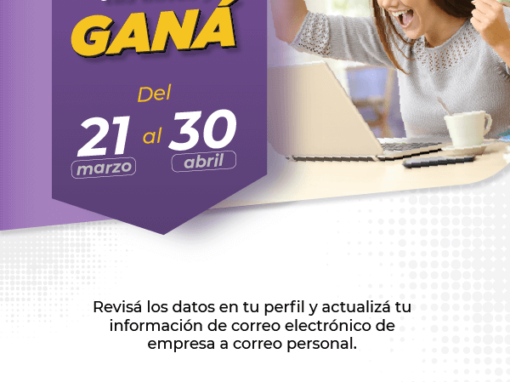 GANÁ
Del
21 al 30
marzo abril
Revisá los datos en tu perfil y actualizá tu
información de correo electrónico de
empresa a correo personal.